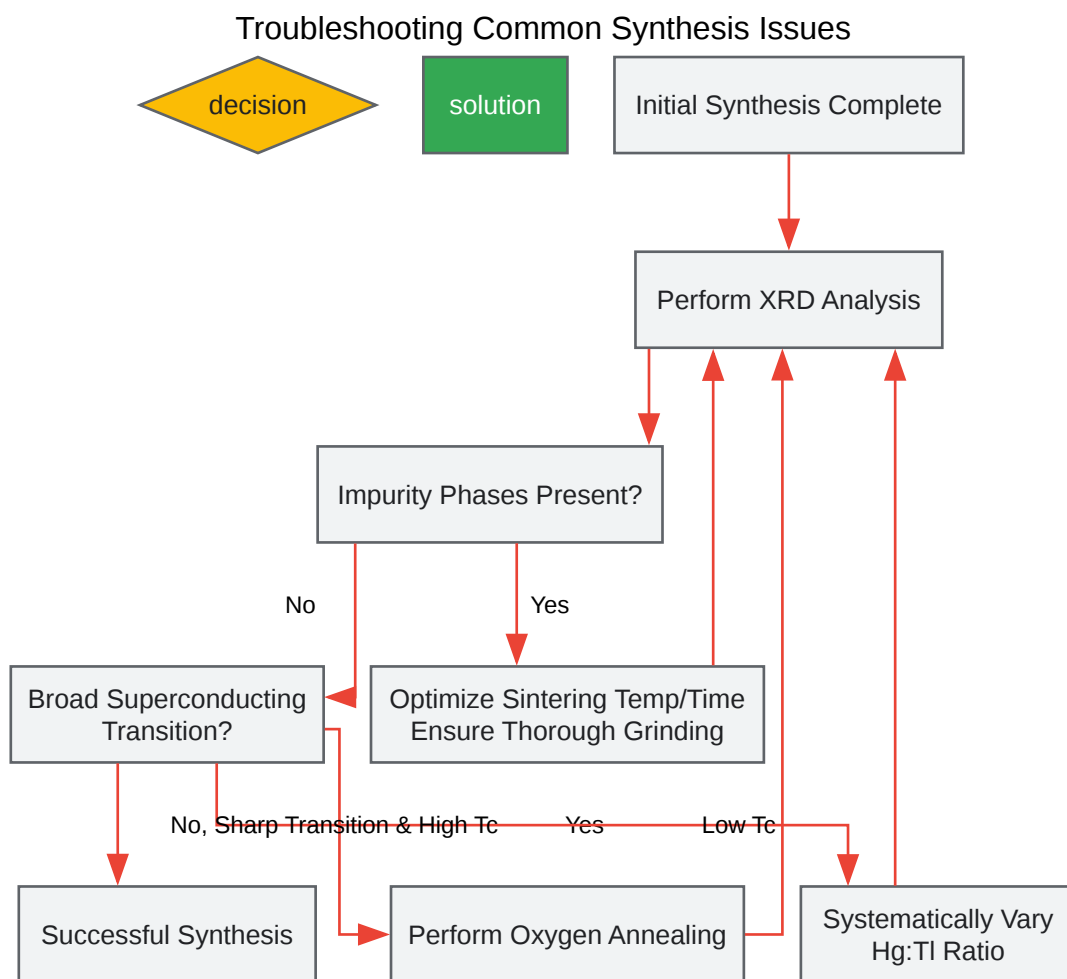 Troubleshooting Common Synthesis Issues
decision
solution
Initial Synthesis Complete
Perform XRD Analysis
Impurity Phases Present?
No
Yes
Broad Superconducting
Transition?
Optimize Sintering Temp/Time
Ensure Thorough Grinding
No, Sharp Transition & High Tc
Yes
Low Tc
Successful Synthesis
Perform Oxygen Annealing
Systematically Vary
Hg:Tl Ratio